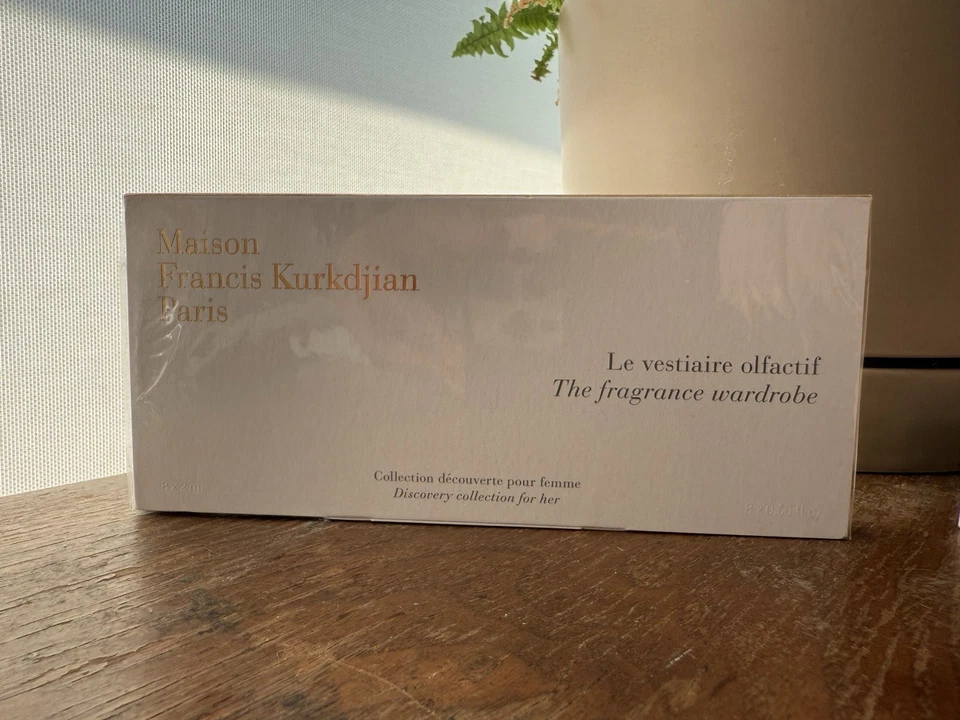 Maison
Francis Kurkdjian
Paris
Le vestiaire olfactif
The fragrance wardrobe
Collection découverte pour femme
Discovery collection for her